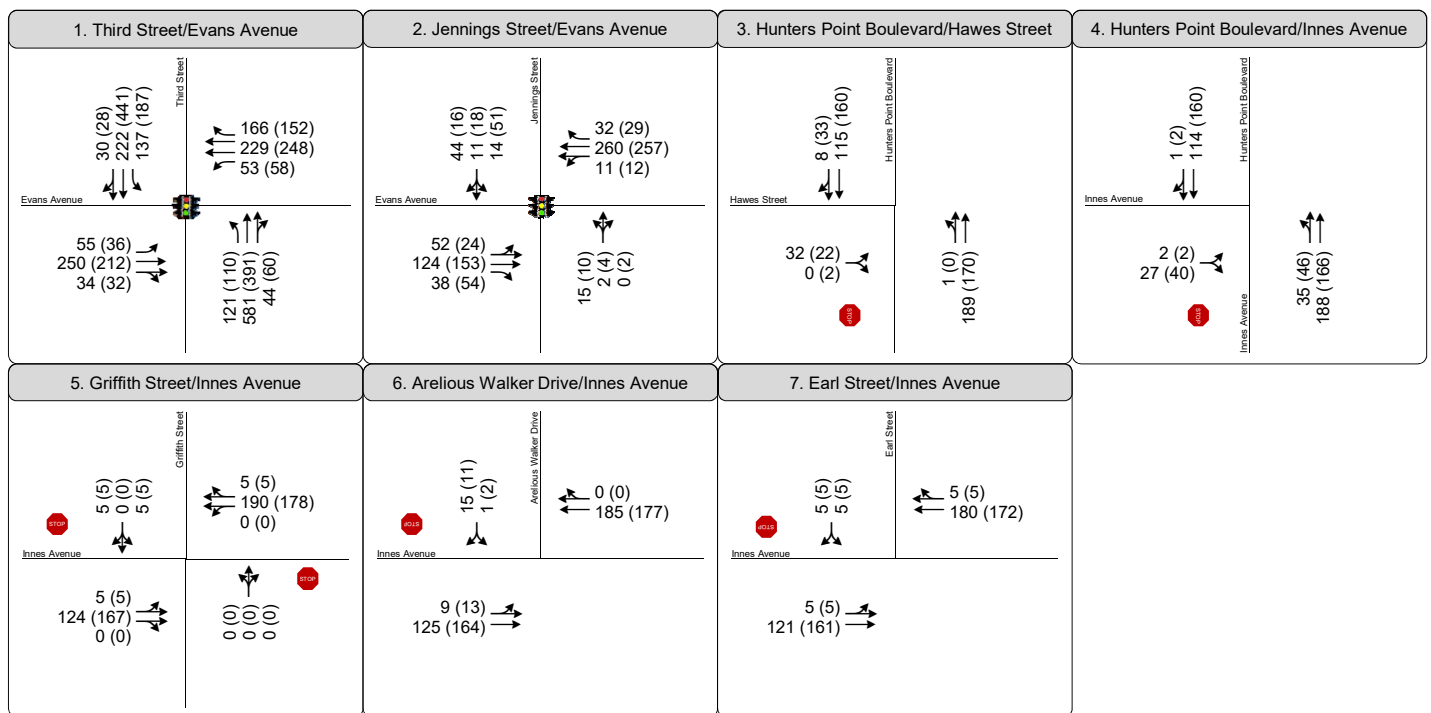 1. Third Street/Evans Avenue
Third Street
30 (28)
222 (441)
137 (187)
166 (152)
229 (248)
53 (58)
Evans Avenue
55 (36)
250 (212)
34 (32)
121 (110)
581 (391)
44 (60)
2. Jennings Street/Evans Avenue
Jennings Street
44 (16)
11 (18)
14 (51)
32 (29)
260 (257)
11 (12)
Evans Avenue
52 (24)
124 (153)
38 (54)
15 (10)
2 (4)
0 (2)
3. Hunters Point Boulevard/Hawes Street
Hunters Point Boulevard
8 (33)
115 (160)
Hawes Street
32 (22)
0 (2)
STOP
1 (0)
189 (170)
4. Hunters Point Boulevard/Innes Avenue
Hunters Point Boulevard
1 (2)
114 (160)
Innes Avenue
2 (2)
27 (40)
STOP
Innes Avenue
35 (46)
188 (166)
5. Griffith Street/Innes Avenue
Griffith Street
5 (5)
0 (0)
5 (5)
STOP
5 (5)
190 (178)
0 (0)
Innes Avenue
5 (5)
124 (167)
0 (0)
0 (0)
0 (0)
0 (0)
STOP
6. Arelious Walker Drive/Innes Avenue
Arelious Walker Drive
15 (11)
1 (2)
STOP
0 (0)
185 (177)
Innes Avenue
9 (13)
125 (164)
7. Earl Street/Innes Avenue
Earl Street
5 (5)
5 (5)
STOP
5 (5)
180 (172)
Innes Avenue
5 (5)
121 (161)